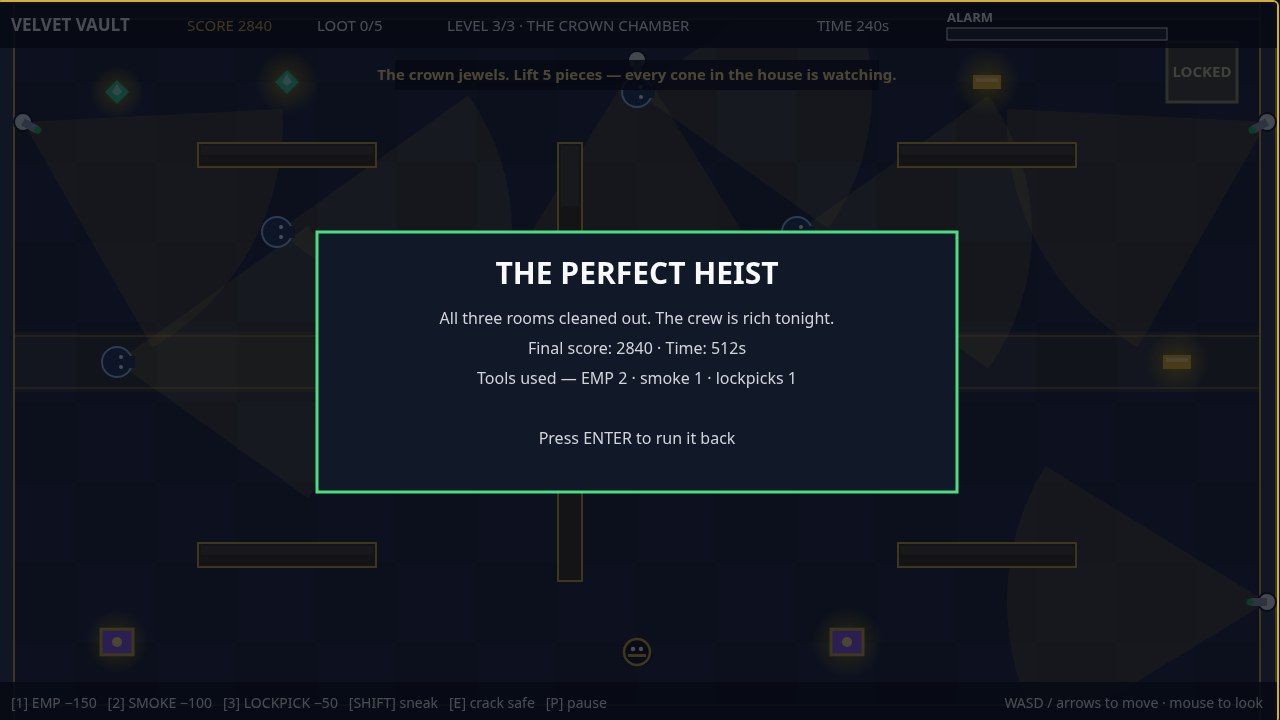 VELVET VAULT SCORE 2840 LOOT 0/5 LEVEL 3/3 · THE CROWN CHAMBER TIME 240s ALARM
The crown jewels. Lift 5 pieces — every cone in the house is watching.
LOCKED
THE PERFECT HEIST
All three rooms cleaned out. The crew is rich tonight.
Final score: 2840 · Time: 512s
Tools used — EMP 2 · smoke 1 · lockpicks 1
Press ENTER to run it back
[1] EMP −150 [2] SMOKE −100 [3] LOCKPICK −50 [SHIFT] sneak [E] crack safe [P] pause WASD / arrows to move · mouse to look